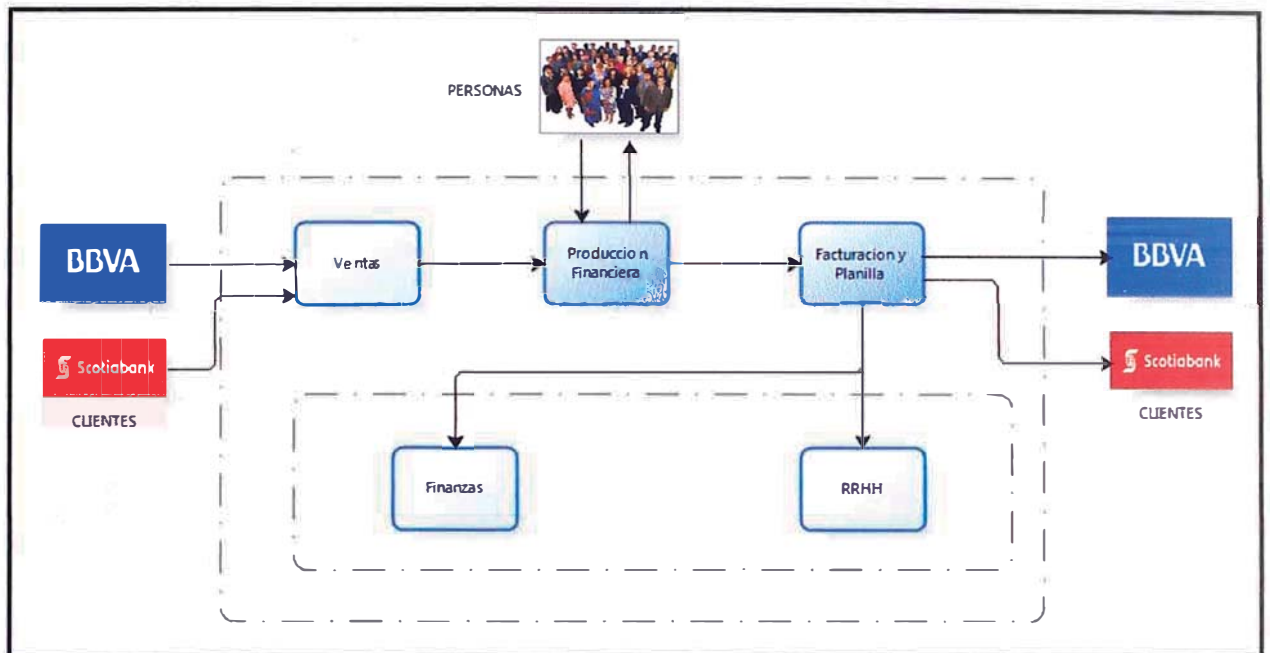 PERSONAS
BBVA
Scotiabank
CLIENTES
Ventas
Produccion
Financiera
Facturacion y
Planilla
BBVA
Scotiabank
CLIENTES
Finanzas
RRHH